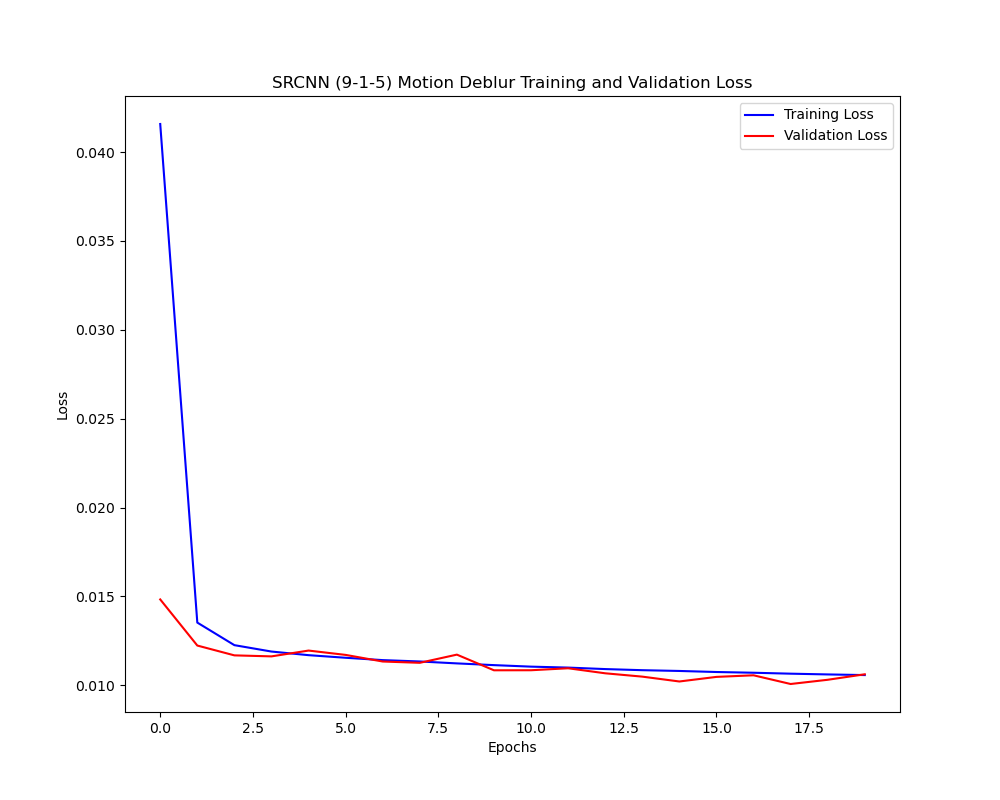 SRCNN (9-1-5) Motion Deblur Training and Validation Loss
Training Loss
Validation Loss
0.040
0.035
0.030
0.025
0.020
0.015
0.010
Loss
0.0 2.5 5.0 7.5 10.0 12.5 15.0 17.5
Epochs